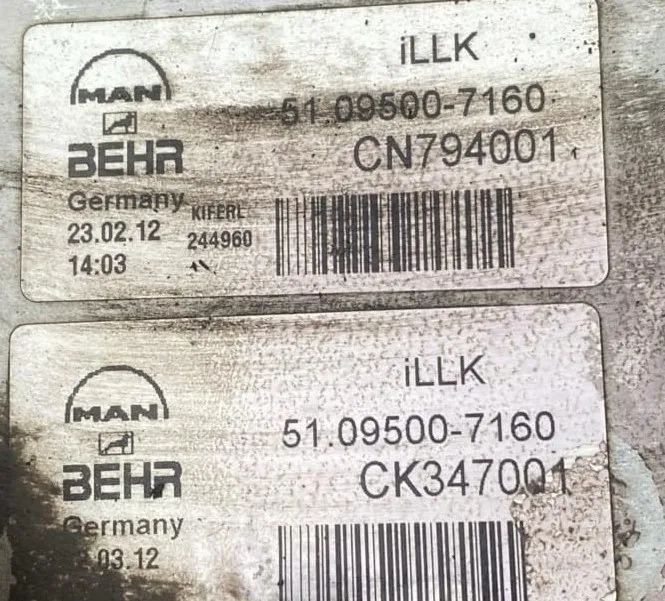 iLLK
MAN
51.09500-7160
BEHR
CN794001
Germany
KIFERL
23.02.12
244960
14:03
iLLK
MAN
51.09500-7160
BEHR
CK347001
Germany
03.12